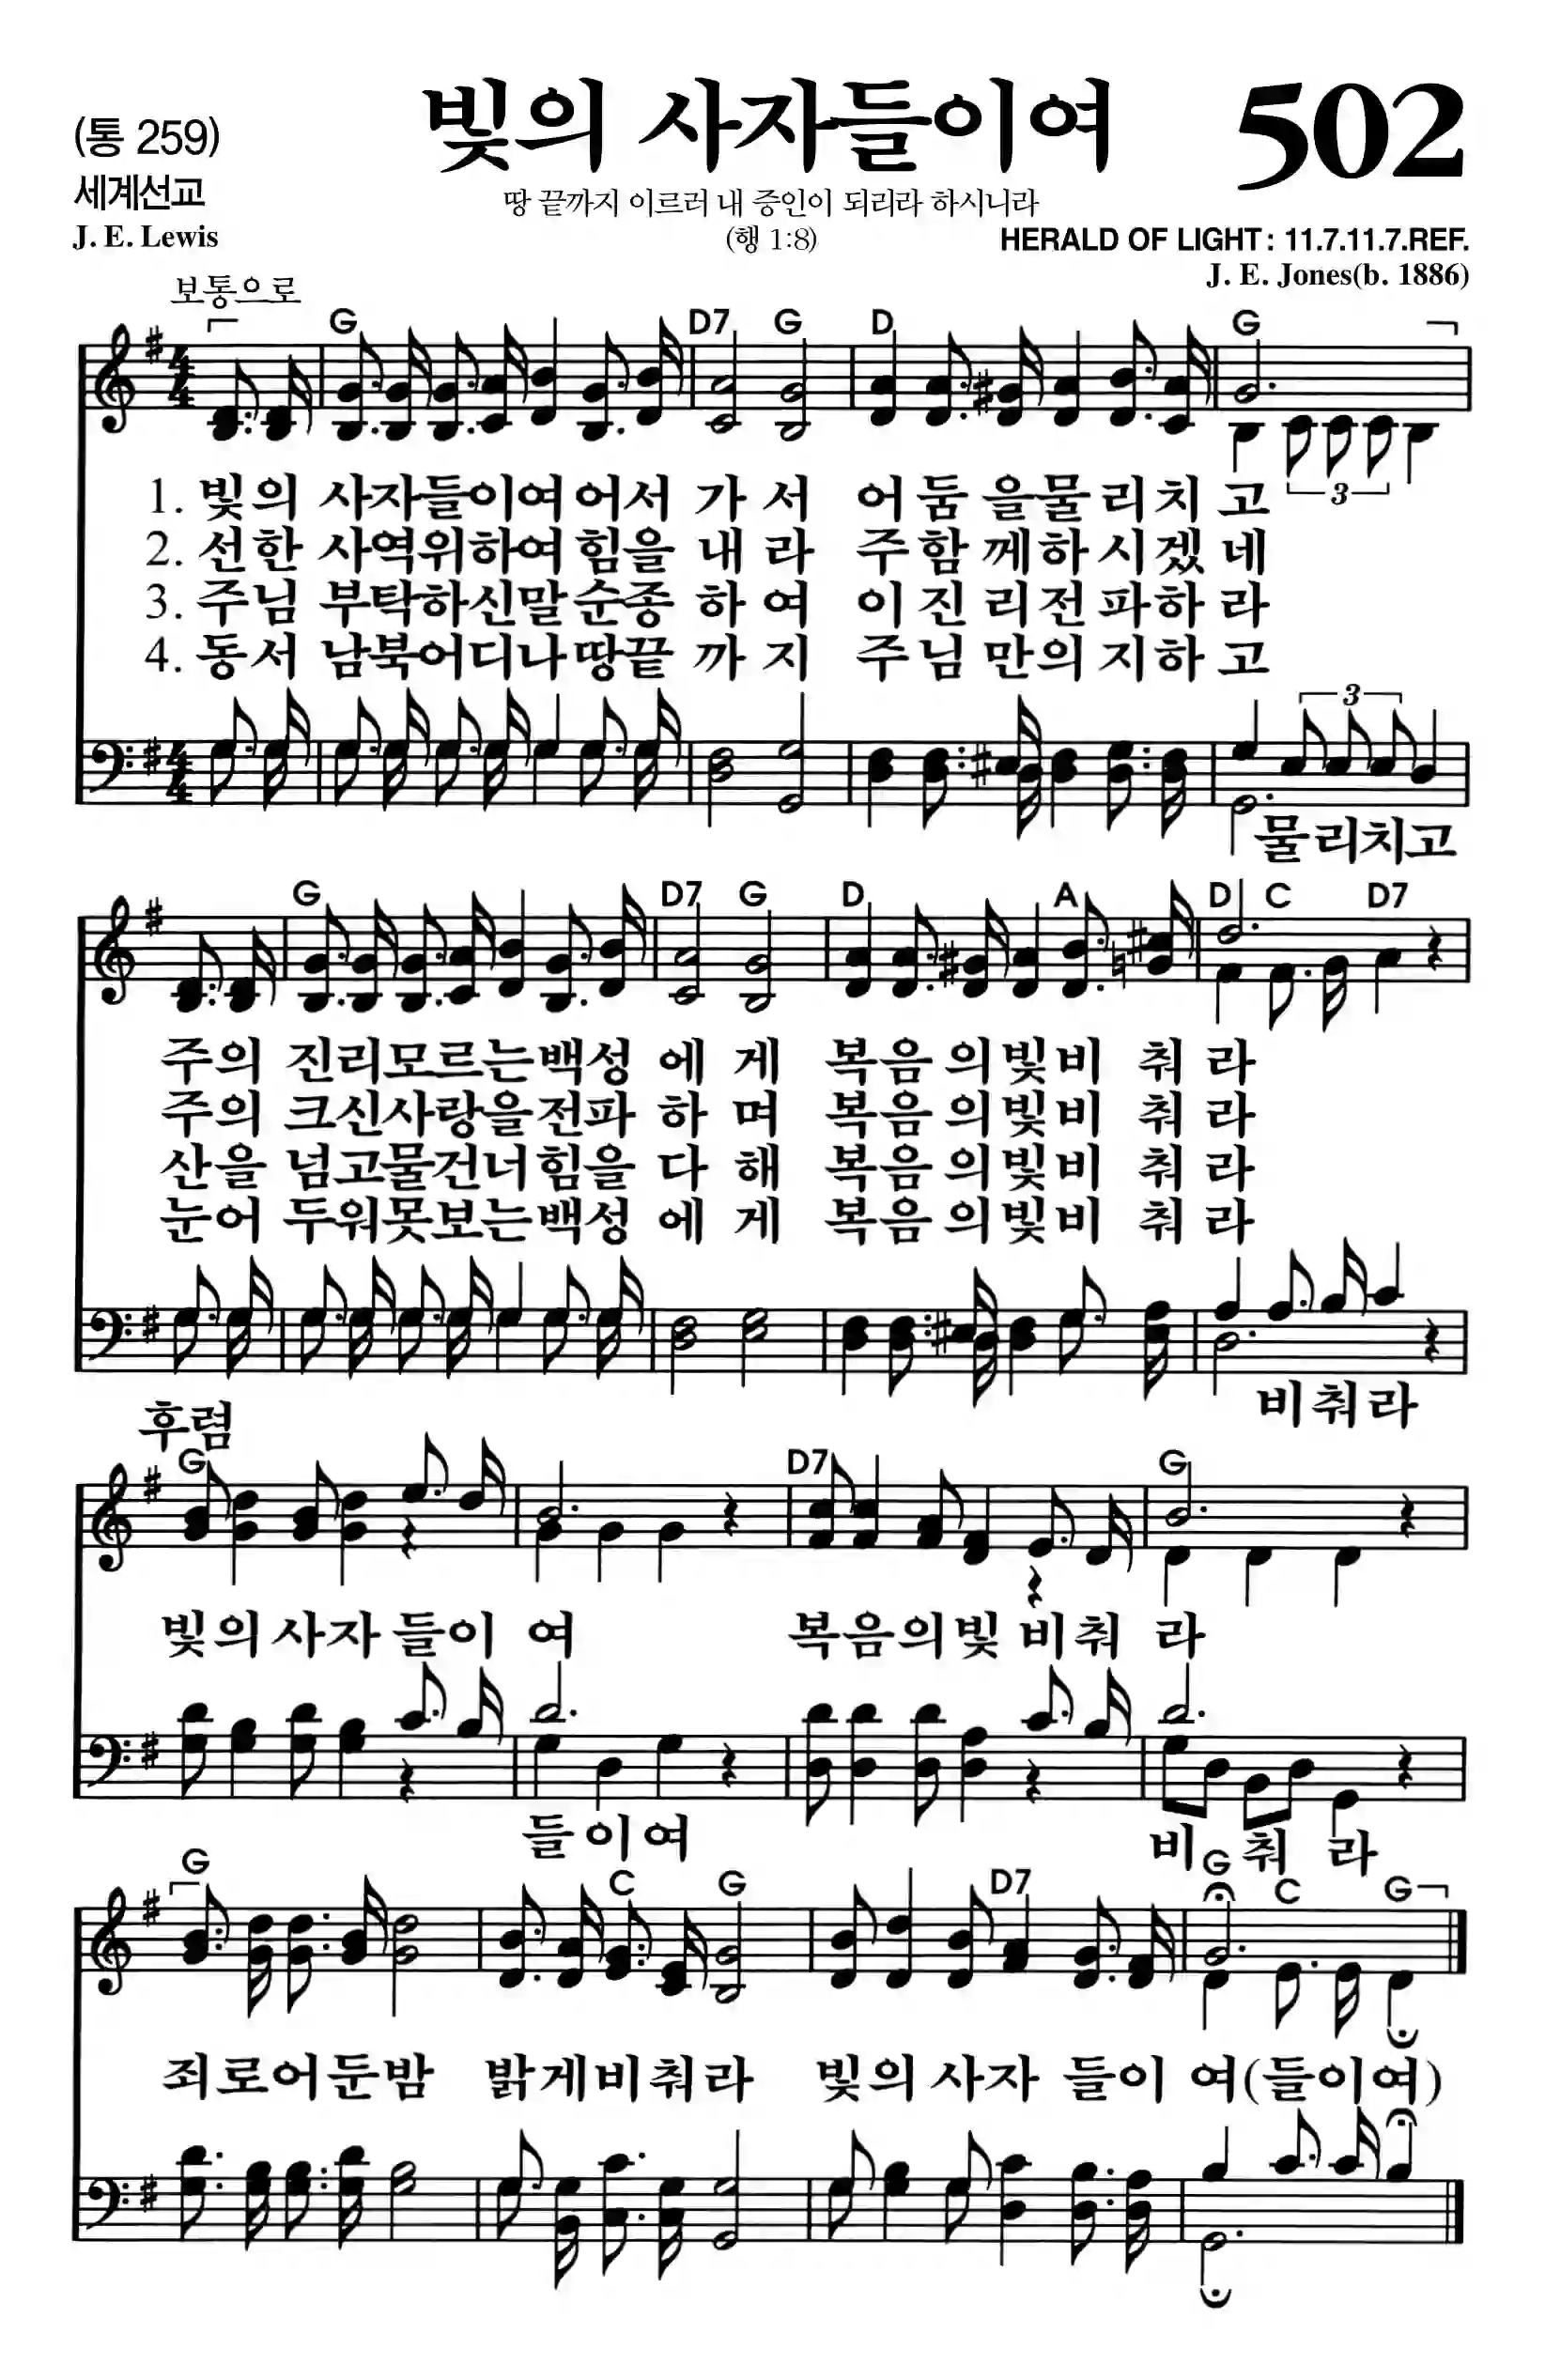 (통 259)
빛의 사자들이여
502
세계선교
땅 끝까지 이르러 내 증인이 되리라 하시니라
J. E. Lewis
(행 1:8)
HERALD OF LIGHT : 11.7.11.7.REF.
J. E. Jones(b. 1886)
보통으로
G D7 G D G
4 4
3
1. 빛의 사자들이여어서 가서 어둠을물리치고
2. 선한 사역위하여힘을 내라 주함께하시겠네
3. 주님 부탁하신말순종 하여 이진리전파하라
4. 동서 남북어디나땅끝 까지 주님만의지하고
3
4 4
물리치고
G D7 G D A D C D7
주의 진리모르는백성 에게 복음의빛비취라
주의 크신사랑을전파 하며 복음의빛비취라
산을 넘고물건너힘을 다해 복음의빛비취라
눈어 두워못보는백성 에게 복음의빛비취라
비취라
후렴
G D7 G
빛의사자들이여 복음의빛비취라
들이여 비취라
G C G D7 G C G
죄로어둔밤 밝게비취라 빛의사자들이여(들이여)